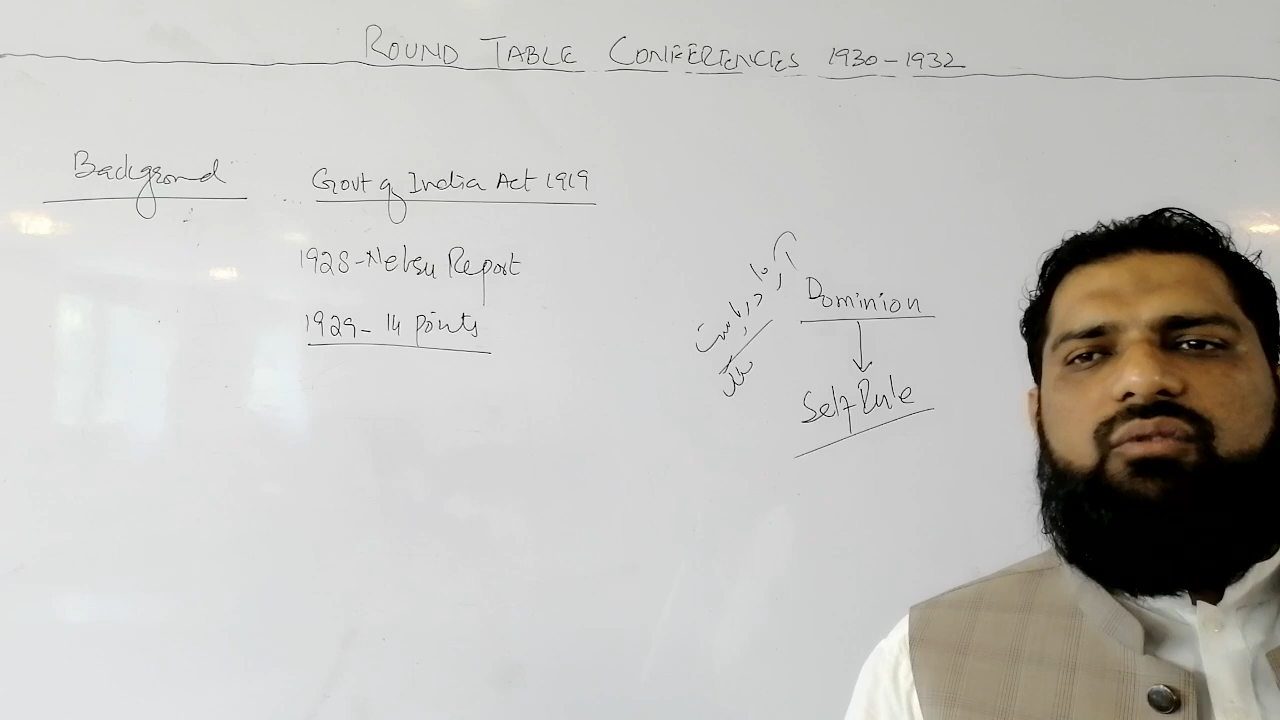 ROUND TABLE CONFERENCES 1930-1932
Background
Govt of India Act 1919
1928-Nehru Report
1929- 14 points
Dominion
Self Rule